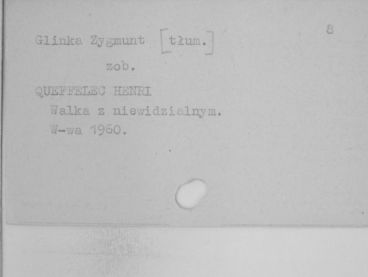 8
Glinka Zygmunt [tłum.]
zob.
QUEFFELEC HENRI
Walka z niewidzialnym.
W-wa 1960.